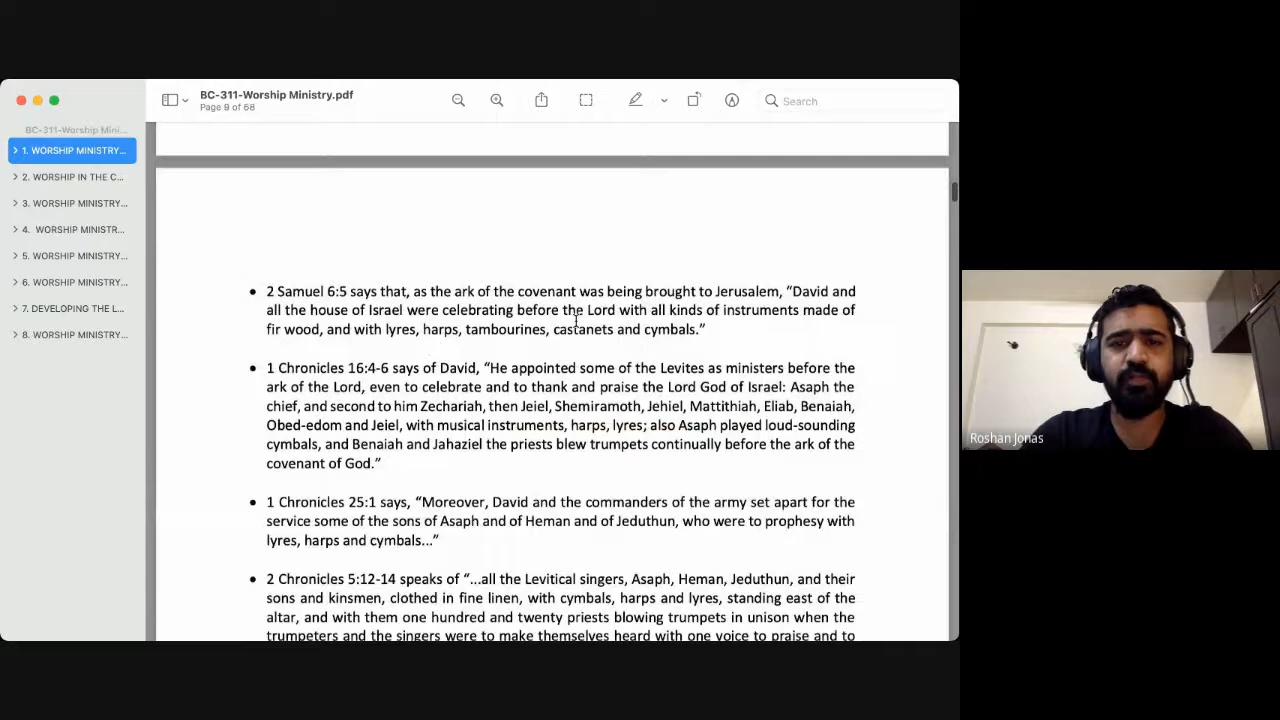 BC-311-Worship Ministry.pdf
Page 9 of 68
Search
BC-311-Worship Mini...
1. WORSHIP MINISTRY...
2. WORSHIP IN THE C...
3. WORSHIP MINISTRY...
4. WORSHIP MINISTR...
5. WORSHIP MINISTRY...
6. WORSHIP MINISTRY...
7. DEVELOPING THE L...
8. WORSHIP MINISTRY...
• 2 Samuel 6:5 says that, as the ark of the covenant was being brought to Jerusalem, “David and
all the house of Israel were celebrating before the Lord with all kinds of instruments made of
fir wood, and with lyres, harps, tambourines, castanets and cymbals.”
• 1 Chronicles 16:4-6 says of David, “He appointed some of the Levites as ministers before the
ark of the Lord, even to celebrate and to thank and praise the Lord God of Israel: Asaph the
chief, and second to him Zechariah, then Jeiel, Shemiramoth, Jehiel, Mattithiah, Eliab, Benaiah,
Obed-edom and Jeiel, with musical instruments, harps, lyres; also Asaph played loud-sounding
cymbals, and Benaiah and Jahaziel the priests blew trumpets continually before the ark of the
covenant of God.”
• 1 Chronicles 25:1 says, “Moreover, David and the commanders of the army set apart for the
service some of the sons of Asaph and of Heman and of Jeduthun, who were to prophesy with
lyres, harps and cymbals...”
• 2 Chronicles 5:12-14 speaks of “...all the Levitical singers, Asaph, Heman, Jeduthun, and their
sons and kinsmen, clothed in fine linen, with cymbals, harps and lyres, standing east of the
altar, and with them one hundred and twenty priests blowing trumpets in unison when the
trumpeters and the singers were to make themselves heard with one voice to praise and to
Roshan Jonas